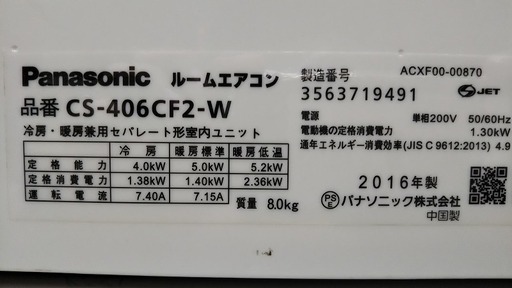 Panasonic ルームエアコン
品番 CS-406CF2-W
冷房・暖房兼用セパレート形室内ユニット
冷 房 暖房標準 暖房低温
定 格 能 力 4.0kW 5.0kW 5.2kW
定格消費電力 1.38kW 1.40kW 2.36kW
運 転 電 流 7.40A 7.15A
質量 8.0kg
ACXF00-00870
製造番号
3563719491
S JET
電源 単相200V 50/60Hz
電動機の定格消費電力 1.30kW
通年エネルギー消費効率(JIS C 9612:2013) 4.9
2016年製
PSE パナソニック株式会社
中国製